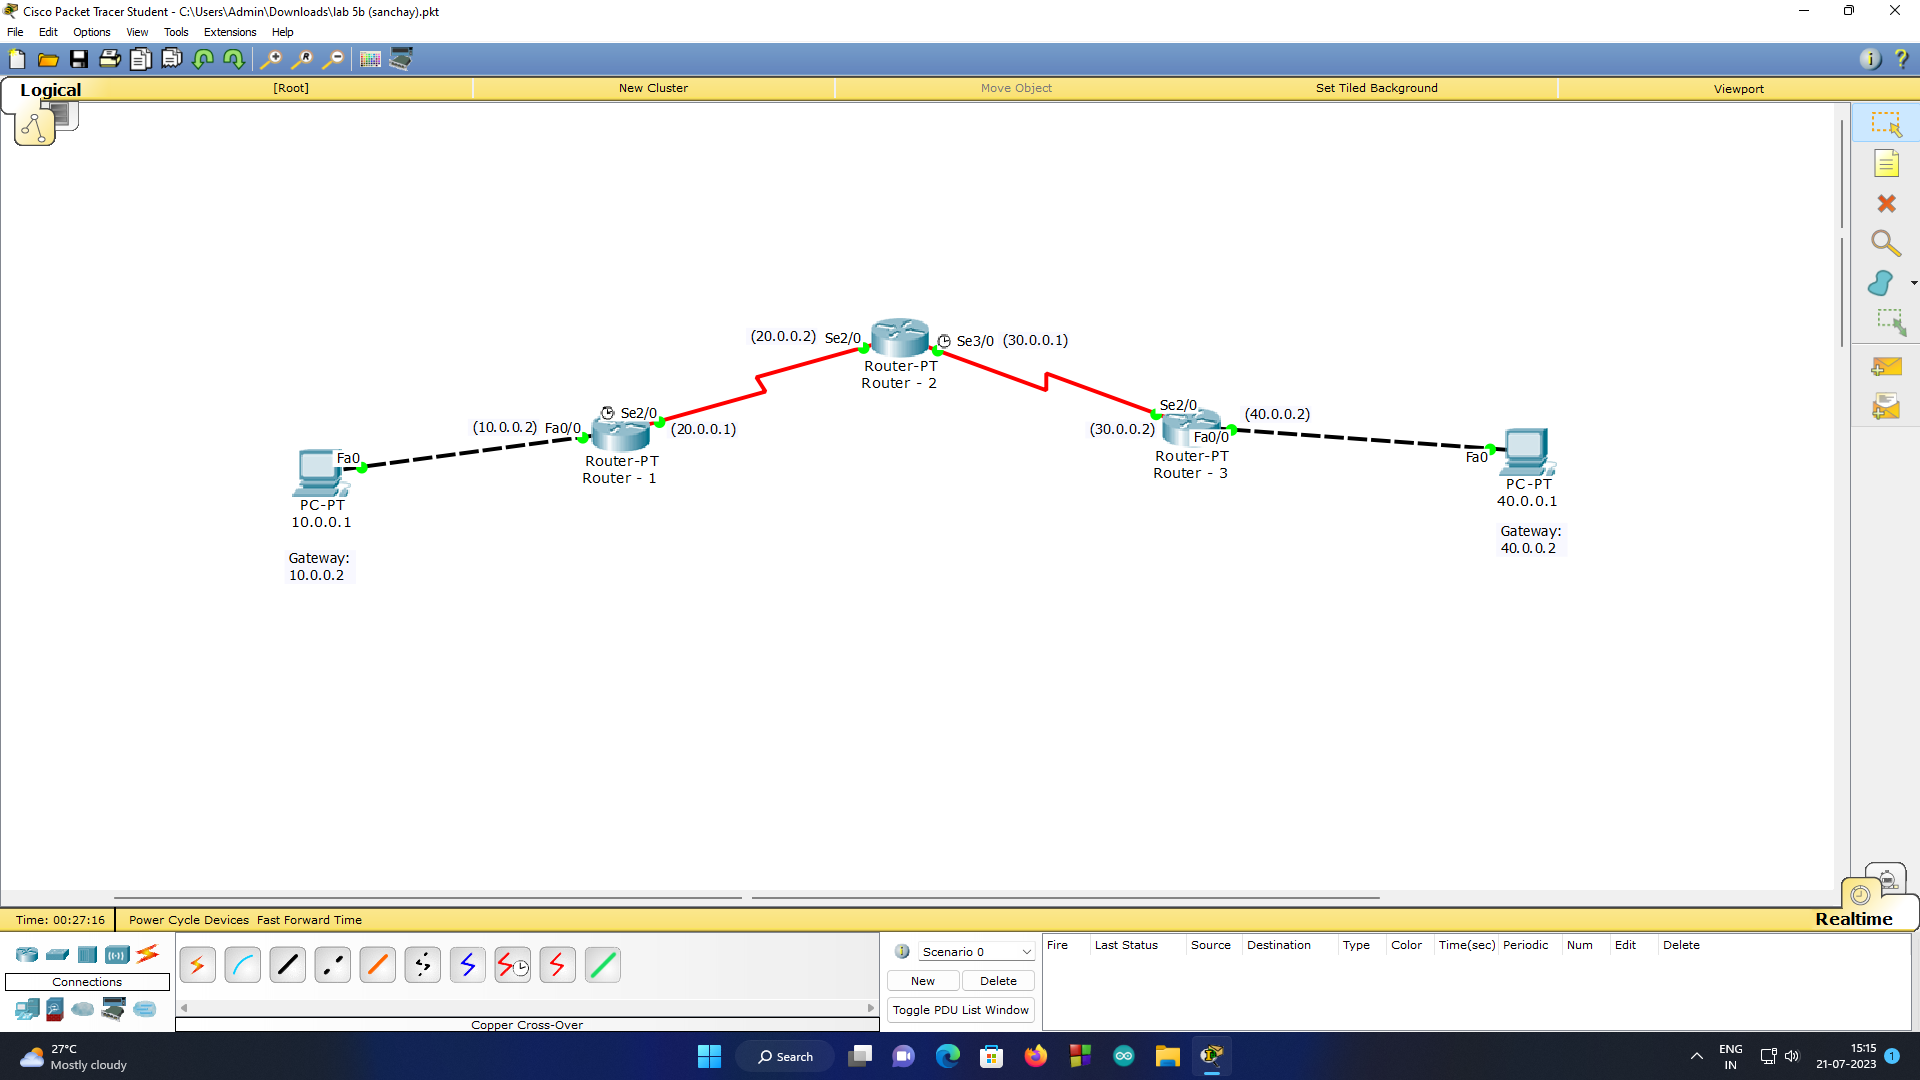 Cisco Packet Tracer Student - C:\Users\Admin\Downloads\lab 5b (sanchay).pkt
File Edit Options View Tools Extensions Help
Logical [Root] New Cluster Move Object Set Tiled Background Viewport
(20.0.0.2) Se2/0 Se3/0 (30.0.0.1)
Router-PT
Router - 2
(10.0.0.2) Fa0/0 Se2/0 (20.0.0.1)
Router-PT
Router - 1
Se2/0 (40.0.0.2)
(30.0.0.2) Fa0/0
Router-PT
Router - 3
Fa0
PC-PT
10.0.0.1
Gateway:
10.0.0.2
Fa0
PC-PT
40.0.0.1
Gateway:
40.0.0.2
Time: 00:27:16 Power Cycle Devices Fast Forward Time Realtime
Connections
Copper Cross-Over
Scenario 0
New Delete
Toggle PDU List Window
Fire Last Status Source Destination Type Color Time(sec) Periodic Num Edit Delete
27°C
Mostly cloudy
Search
ENG
IN
15:15
21-07-2023
1